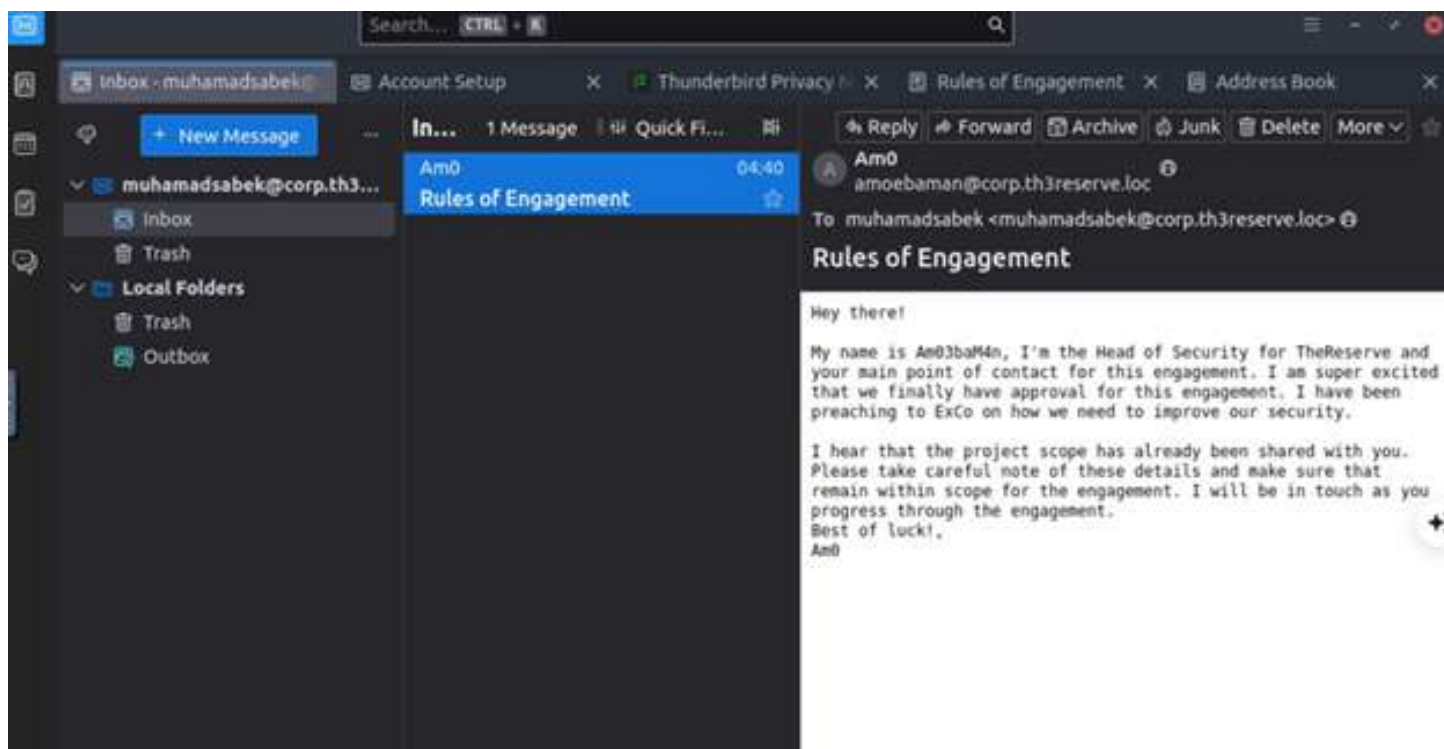 Search... CTRL + K
Inbox - muhamadsabek@
Account Setup
Thunderbird Privacy N
Rules of Engagement
Address Book
+ New Message
In... 1 Message Quick Fi...
Reply Forward Archive Junk Delete More
muhamadsabek@corp.th3...
Inbox
Trash
Local Folders
Trash
Outbox
Am0 04:40
Rules of Engagement
A
Am0
amoebaman@corp.th3reserve.loc
To muhamadsabek <muhamadsabek@corp.th3reserve.loc>
Rules of Engagement
Hey there!
My name is Am03baM4n, I'm the Head of Security for TheReserve and
your main point of contact for this engagement. I am super excited
that we finally have approval for this engagement. I have been
preaching to ExCo on how we need to improve our security.
I hear that the project scope has already been shared with you.
Please take careful note of these details and make sure that
remain within scope for the engagement. I will be in touch as you
progress through the engagement.
Best of luck!,
Am0